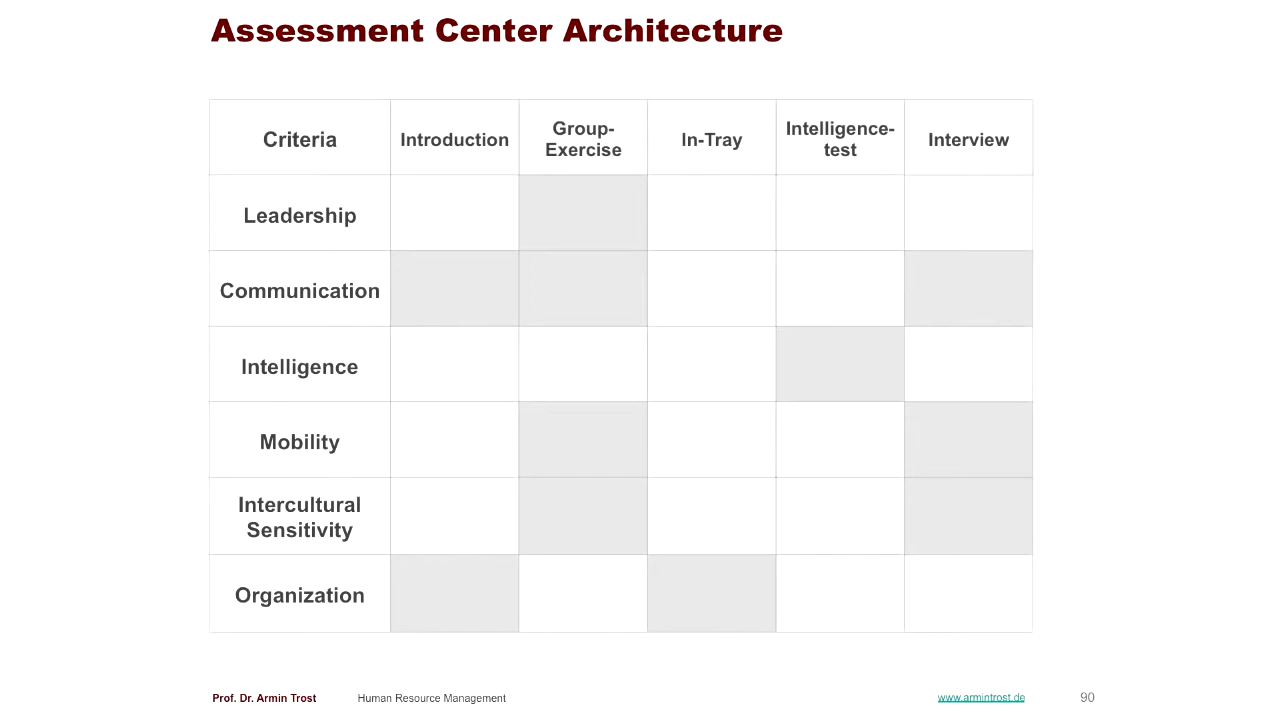 Assessment Center Architecture
Criteria
Introduction
Group-
Exercise
In-Tray
Intelligence-
test
Interview
Leadership
Communication
Intelligence
Mobility
Intercultural
Sensitivity
Organization
Prof. Dr. Armin Trost
Human Resource Management
www.armintrost.de
90